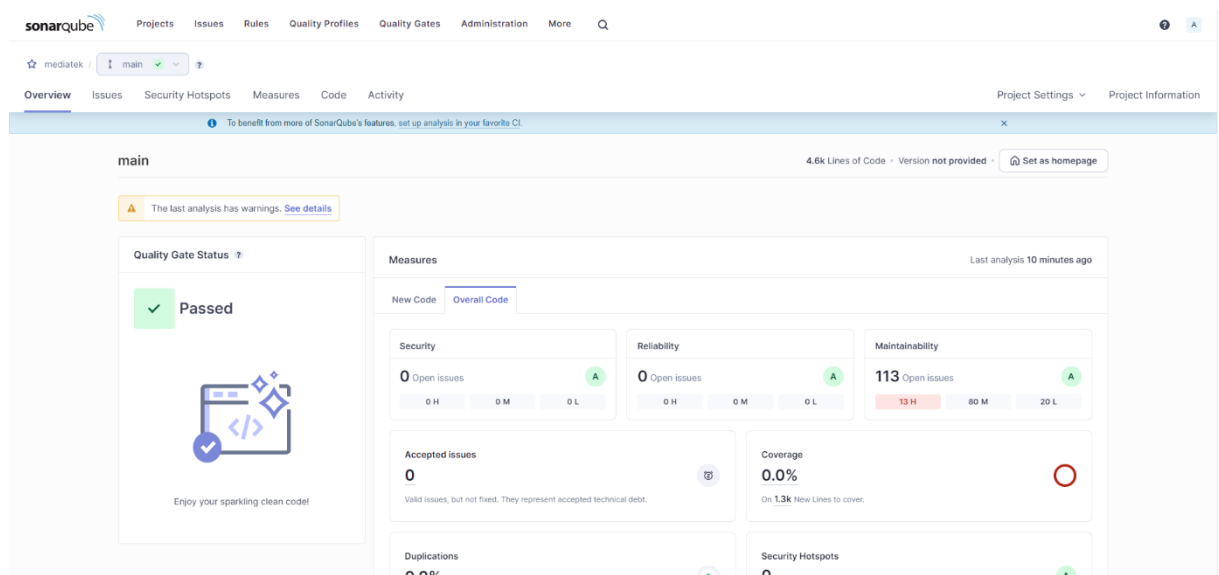 sonarqube Projects Issues Rules Quality Profiles Quality Gates Administration More ? A
mediatek / main ?
Overview Issues Security Hotspots Measures Code Activity Project Settings Project Information
To benefit from more of SonarQube's features, set up analysis in your favorite CI.
main 4.6k Lines of Code • Version not provided • Set as homepage
The last analysis has warnings. See details
Quality Gate Status ?
Passed
</>
Enjoy your sparkling clean code!
Measures Last analysis 10 minutes ago
New Code Overall Code
Security
0 Open issues A
0 H 0 M 0 L
Reliability
0 Open issues A
0 H 0 M 0 L
Maintainability
113 Open issues A
13 H 80 M 20 L
Accepted issues
0
Valid issues, but not fixed. They represent accepted technical debt.
Coverage
0.0%
On 1.3k New Lines to cover.
Duplications
Security Hotspots